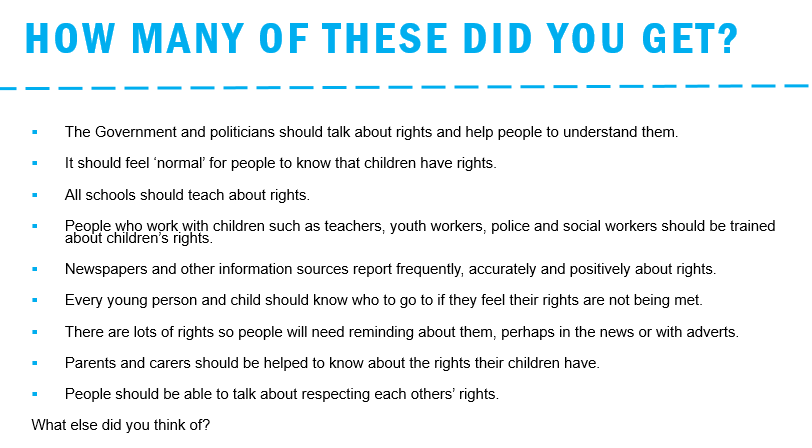 HOW MANY OF THESE DID YOU GET?
▪ The Government and politicians should talk about rights and help people to understand them.
▪ It should feel ‘normal’ for people to know that children have rights.
▪ All schools should teach about rights.
▪ People who work with children such as teachers, youth workers, police and social workers should be trained
about children’s rights.
▪ Newspapers and other information sources report frequently, accurately and positively about rights.
▪ Every young person and child should know who to go to if they feel their rights are not being met.
▪ There are lots of rights so people will need reminding about them, perhaps in the news or with adverts.
▪ Parents and carers should be helped to know about the rights their children have.
▪ People should be able to talk about respecting each others’ rights.
What else did you think of?